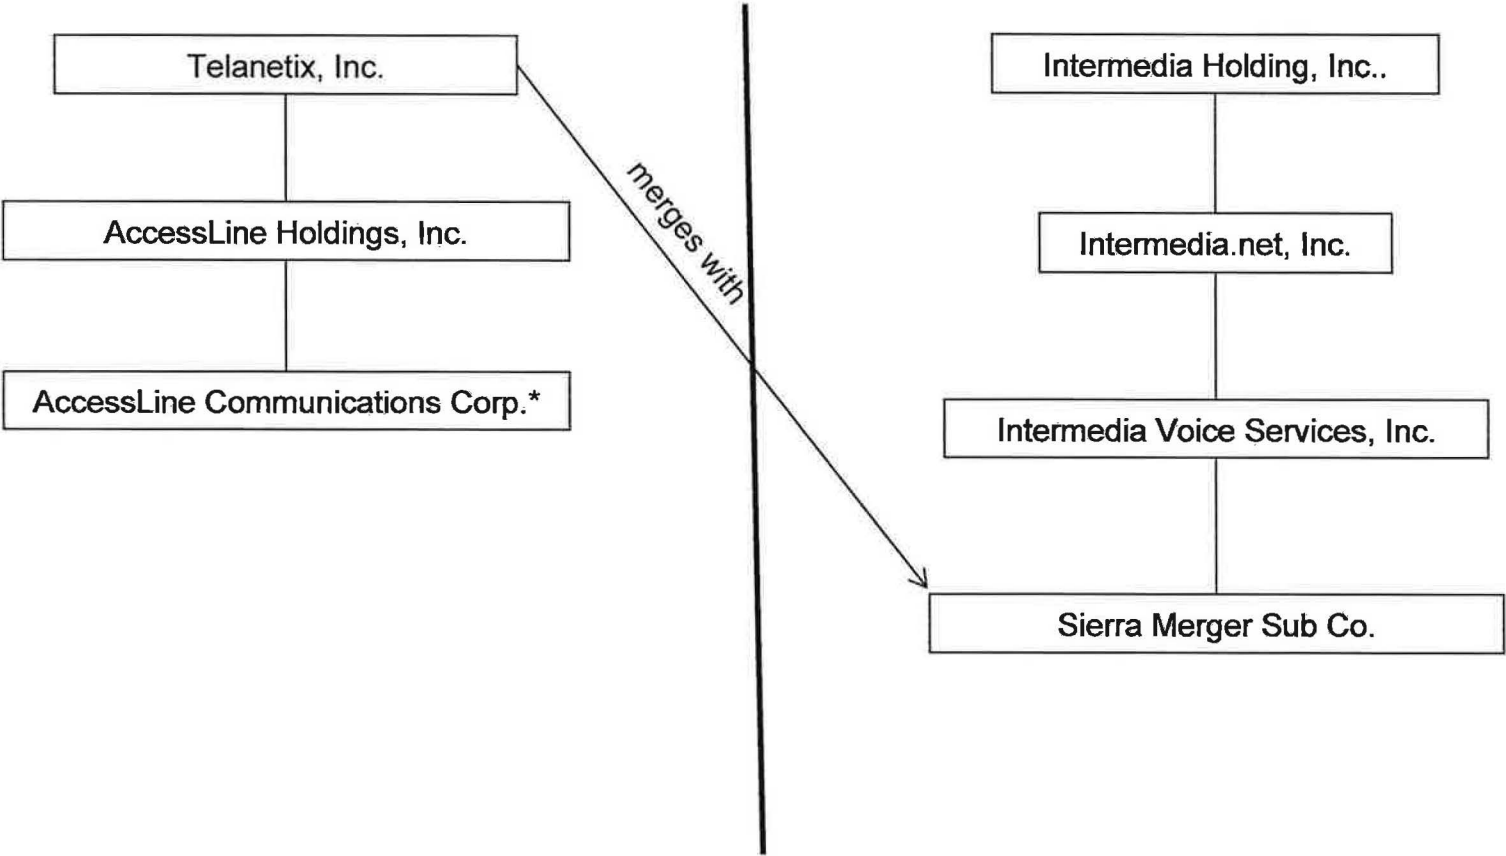 Telanetix, Inc.
AccessLine Holdings, Inc.
AccessLine Communications Corp.*
merges with
Intermedia Holding, Inc..
Intermedia.net, Inc.
Intermedia Voice Services, Inc.
Sierra Merger Sub Co.